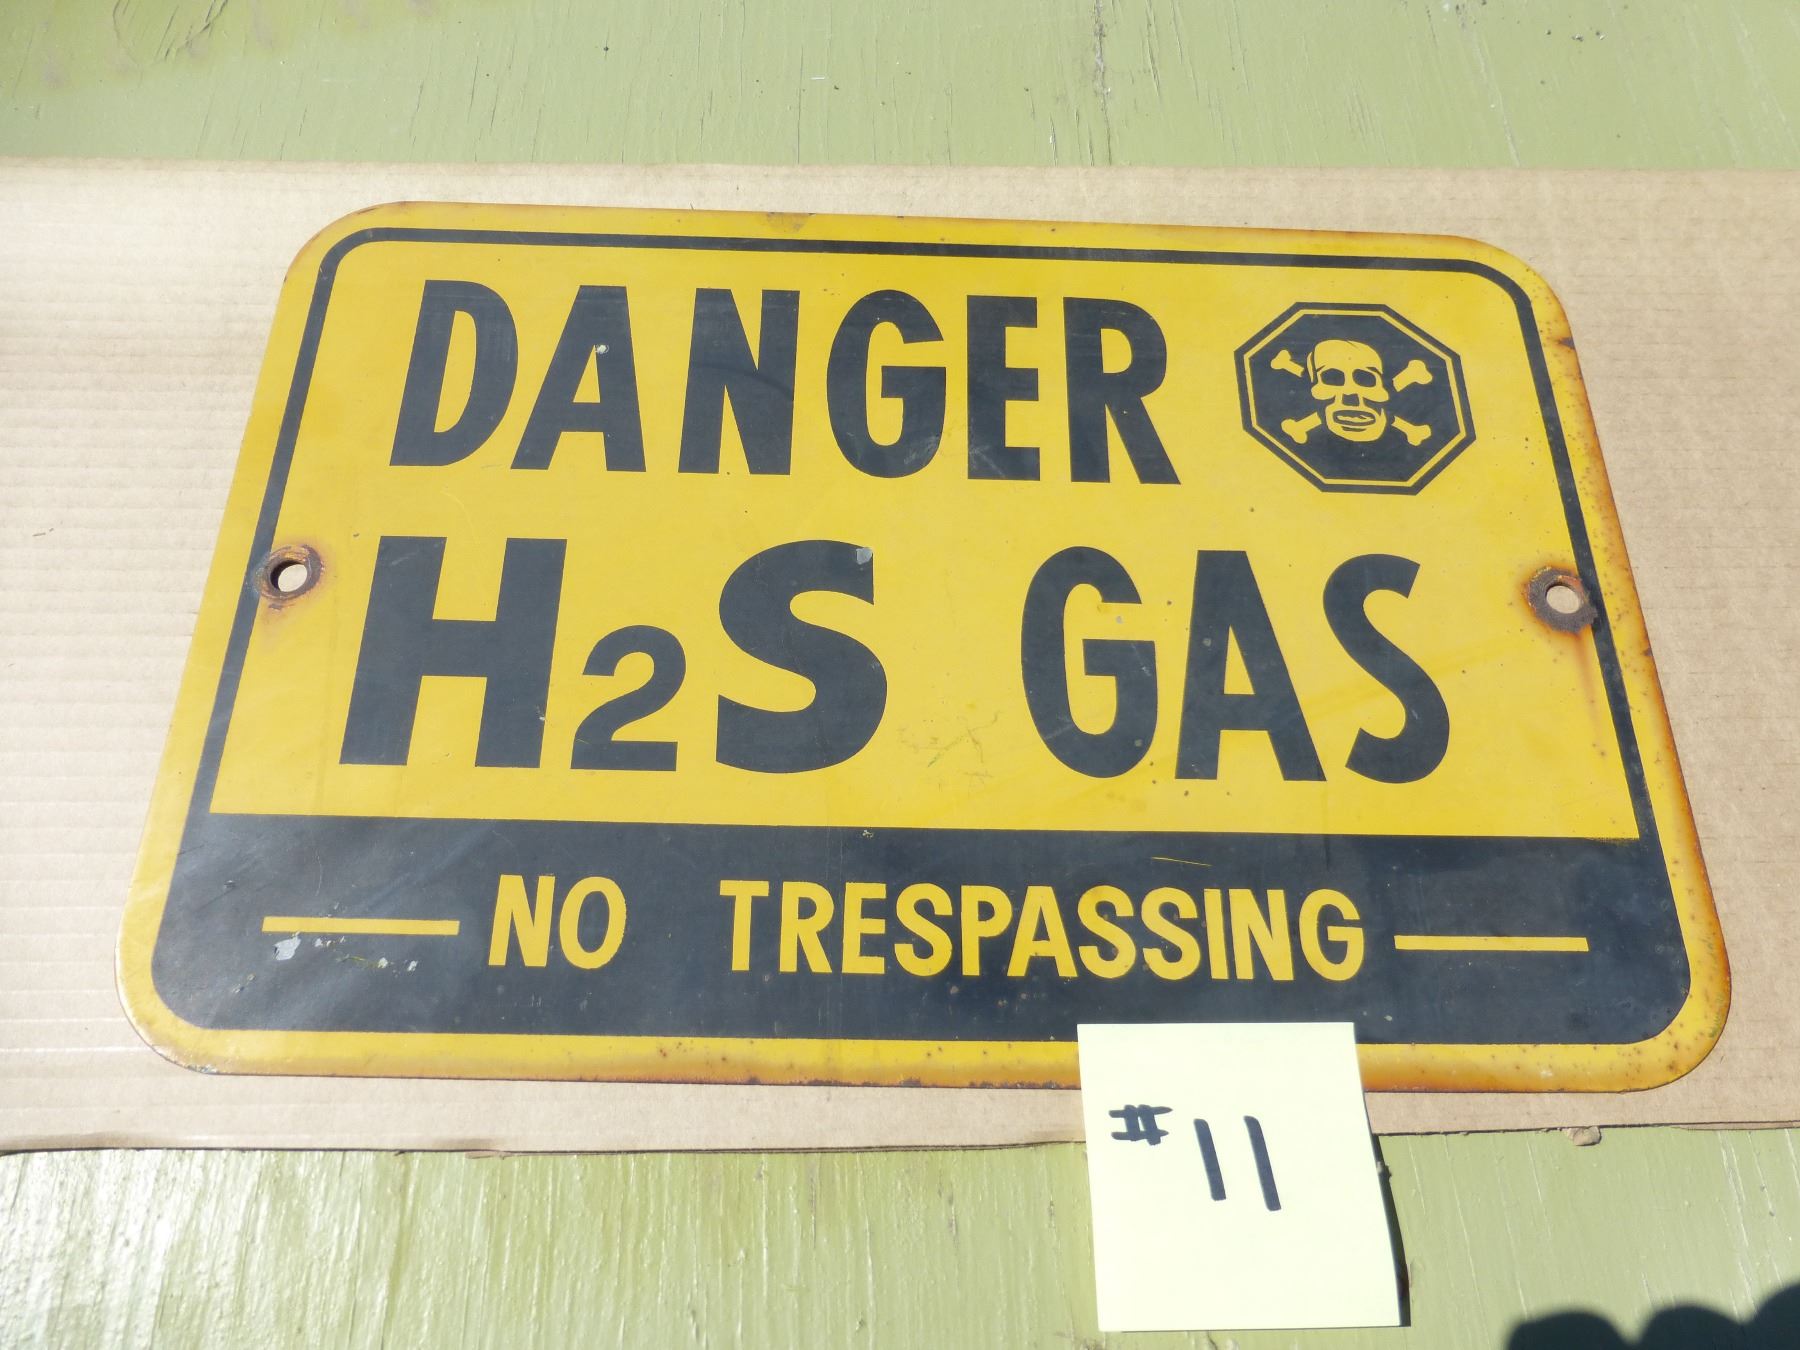 DANGER
H2S GAS
NO TRESPASSING
#11